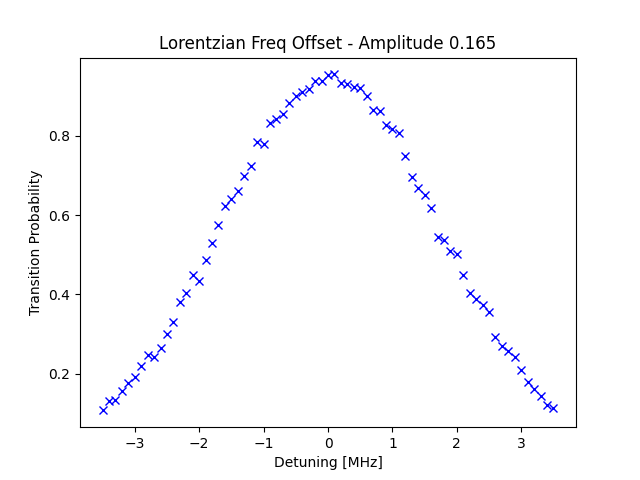 Lorentzian Freq Offset - Amplitude 0.165
Transition Probability
0.8
0.6
0.4
0.2
−3 −2 −1 0 1 2 3
Detuning [MHz]